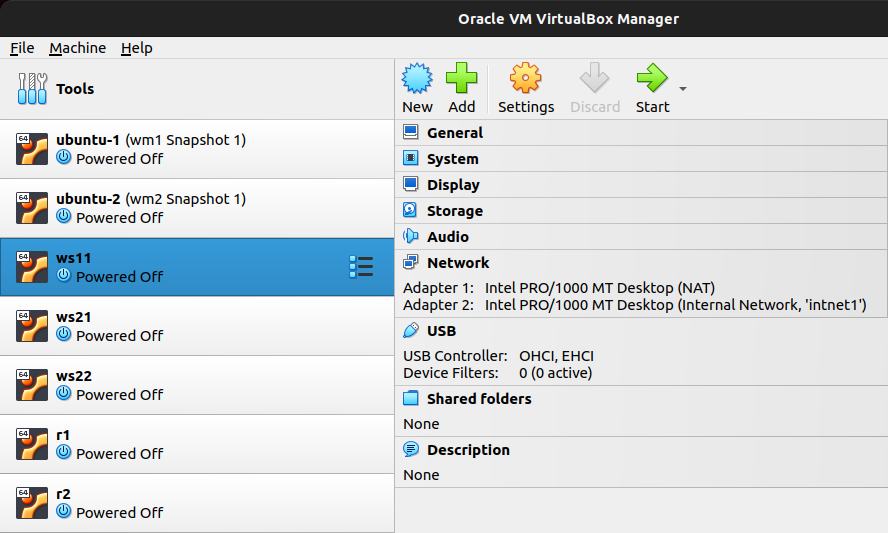 Oracle VM VirtualBox Manager
File Machine Help
Tools
New Add Settings Discard Start
64 ubuntu-1 (wm1 Snapshot 1)
Powered Off
64 ubuntu-2 (wm2 Snapshot 1)
Powered Off
64 ws11
Powered Off
64 ws21
Powered Off
64 ws22
Powered Off
64 r1
Powered Off
64 r2
Powered Off
General
System
Display
Storage
Audio
Network
Adapter 1: Intel PRO/1000 MT Desktop (NAT)
Adapter 2: Intel PRO/1000 MT Desktop (Internal Network, 'intnet1')
USB
USB Controller: OHCI, EHCI
Device Filters: 0 (0 active)
Shared folders
None
Description
None